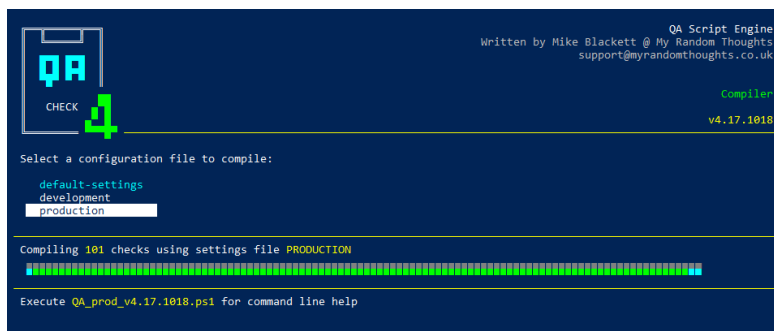 QA
CHECK
4
QA Script Engine
Written by Mike Blackett @ My Random Thoughts
support@myrandomthoughts.co.uk
Compiler
v4.17.1018
Select a configuration file to compile:
default-settings
development
production
Compiling 101 checks using settings file PRODUCTION
Execute QA_prod_v4.17.1018.ps1 for command line help